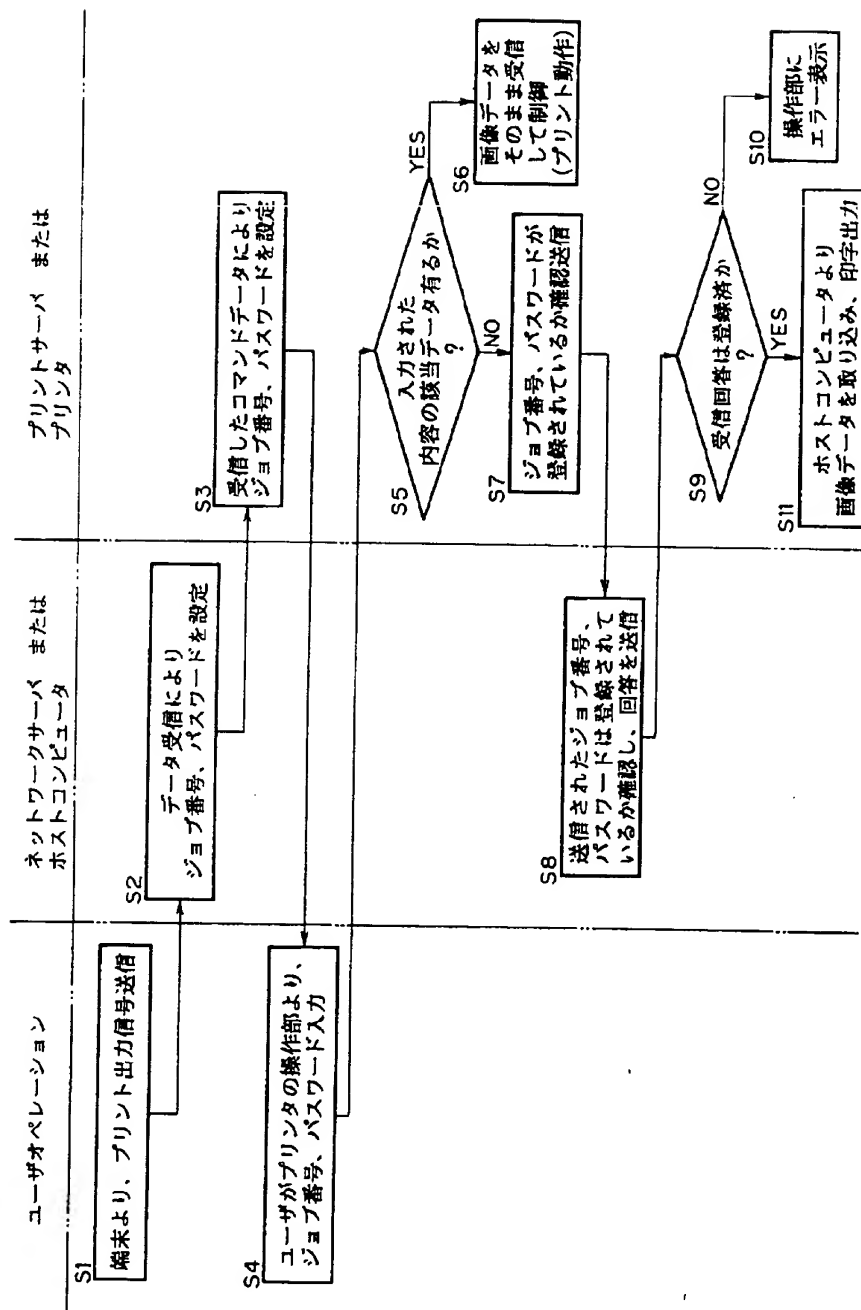 ユーザオペレーション
ネットワークサーバ または
ホストコンピュータ
プリントサーバ または
プリンタ
S1
端末より、プリント出力信号送信
S2
データ受信により
ジョブ番号、パスワードを設定
S3
受信したコマンドデータにより
ジョブ番号、パスワードを設定
S4
ユーザがプリンタの操作部より、
ジョブ番号、パスワード入力
S5
入力された
内容の該当データ有るか
?
YES
NO
S6
画像データを
そのまま受信
して制御
(プリント動作)
S7
ジョブ番号、パスワードが
登録されているか確認送信
S8
送信されたジョブ番号、
パスワードは登録されて
いるか確認し、回答を送信
S9
受信回答は登録済か
?
NO
YES
S10
操作部に
エラー表示
S11
ホストコンピュータより
画像データを取り込み、印字出力